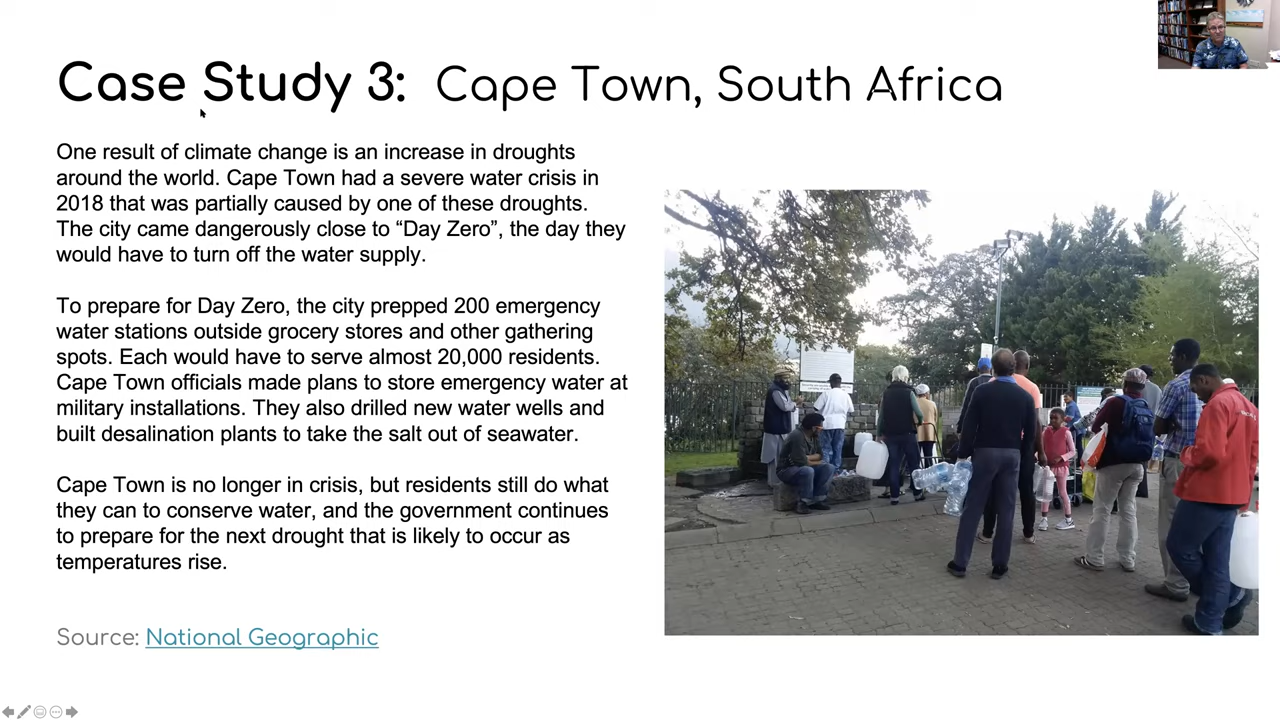 Case Study 3: Cape Town, South Africa
One result of climate change is an increase in droughts
around the world. Cape Town had a severe water crisis in
2018 that was partially caused by one of these droughts.
The city came dangerously close to “Day Zero”, the day they
would have to turn off the water supply.
To prepare for Day Zero, the city prepped 200 emergency
water stations outside grocery stores and other gathering
spots. Each would have to serve almost 20,000 residents.
Cape Town officials made plans to store emergency water at
military installations. They also drilled new water wells and
built desalination plants to take the salt out of seawater.
Cape Town is no longer in crisis, but residents still do what
they can to conserve water, and the government continues
to prepare for the next drought that is likely to occur as
temperatures rise.
Source: National Geographic